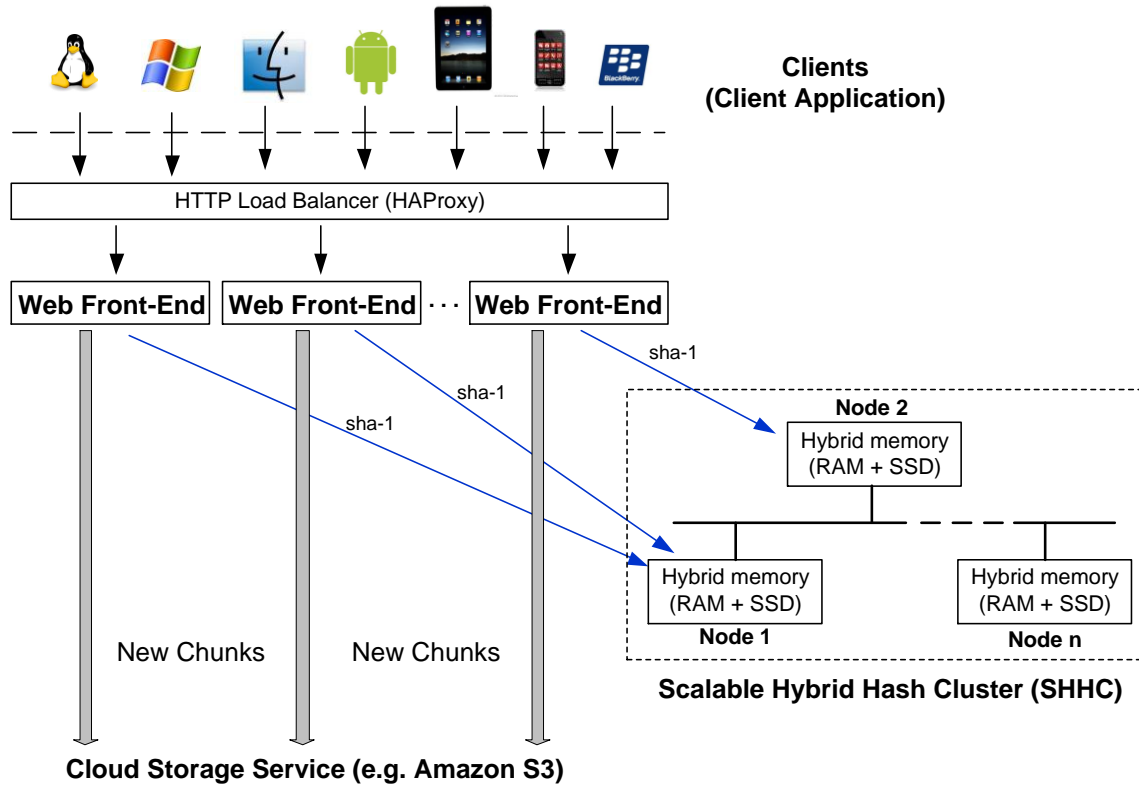 BlackBerry.
Clients
(Client Application)
HTTP Load Balancer (HAProxy)
Web Front-End
Web Front-End
. . .
Web Front-End
sha-1
sha-1
sha-1
Node 2
Hybrid memory
(RAM + SSD)
Hybrid memory
(RAM + SSD)
Node 1
Hybrid memory
(RAM + SSD)
Node n
New Chunks
New Chunks
Scalable Hybrid Hash Cluster (SHHC)
Cloud Storage Service (e.g. Amazon S3)